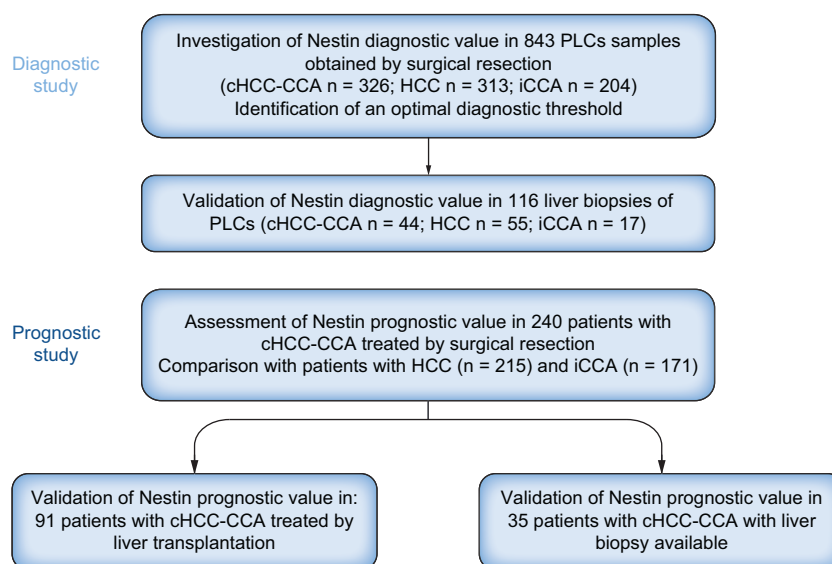 Diagnostic
study
Investigation of Nestin diagnostic value in 843 PLCs samples
obtained by surgical resection
(cHCC-CCA n = 326; HCC n = 313; iCCA n = 204)
Identification of an optimal diagnostic threshold
Validation of Nestin diagnostic value in 116 liver biopsies of
PLCs (cHCC-CCA n = 44; HCC n = 55; iCCA n = 17)
Prognostic
study
Assessment of Nestin prognostic value in 240 patients with
cHCC-CCA treated by surgical resection
Comparison with patients with HCC (n = 215) and iCCA (n = 171)
Validation of Nestin prognostic value in:
91 patients with cHCC-CCA treated by
liver transplantation
Validation of Nestin prognostic value in
35 patients with cHCC-CCA with liver
biopsy available